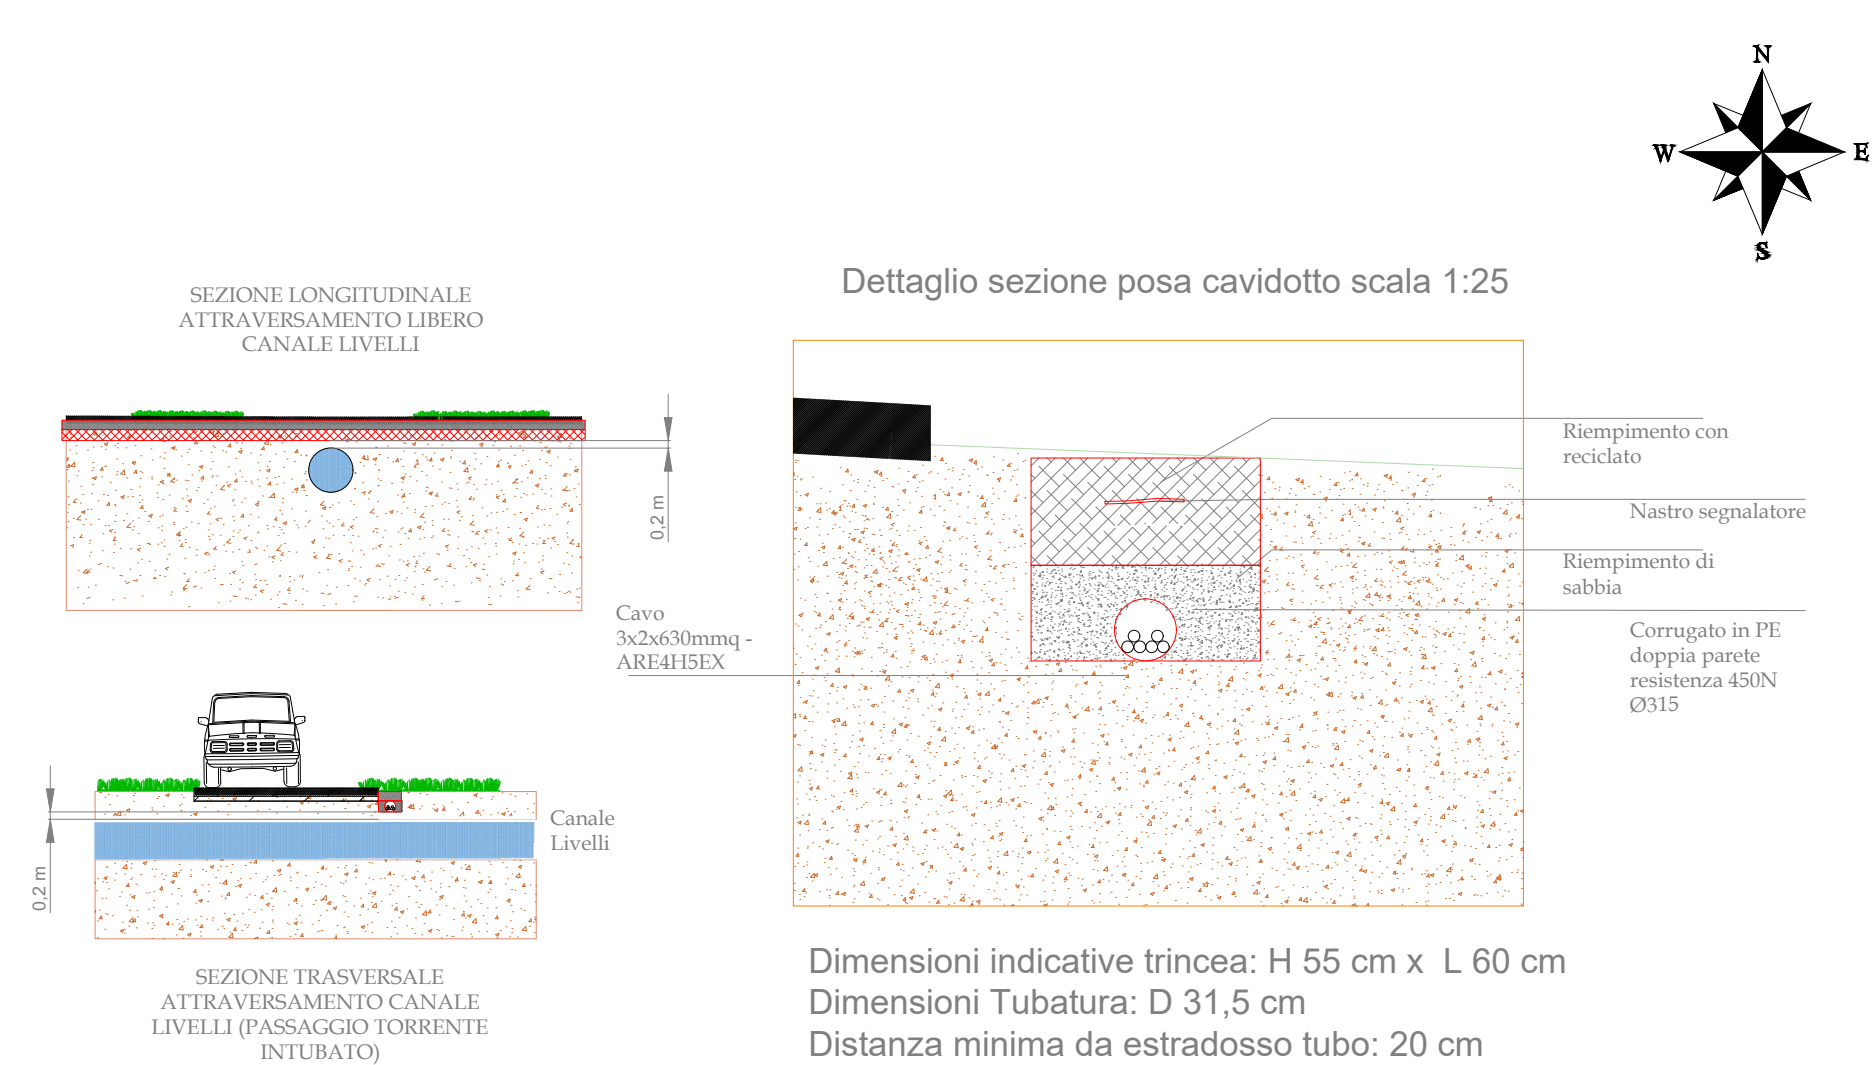 N
W
E
S
Dettaglio sezione posa cavidotto scala 1:25
SEZIONE LONGITUDINALE
ATTRAVERSAMENTO LIBERO
CANALE LIVELLI
0,2 m
Riempimento con
reciclato
Nastro segnalatore
Riempimento di
sabbia
Cavo
3x2x630mmq -
ARE4H5EX
Corrugato in PE
doppia parete
resistenza 450N
Ø315
Canale
Livelli
0,2 m
SEZIONE TRASVERSALE
ATTRAVERSAMENTO CANALE
LIVELLI (PASSAGGIO TORRENTE
INTUBATO)
Dimensioni indicative trincea: H 55 cm x L 60 cm
Dimensioni Tubatura: D 31,5 cm
Distanza minima da estradosso tubo: 20 cm